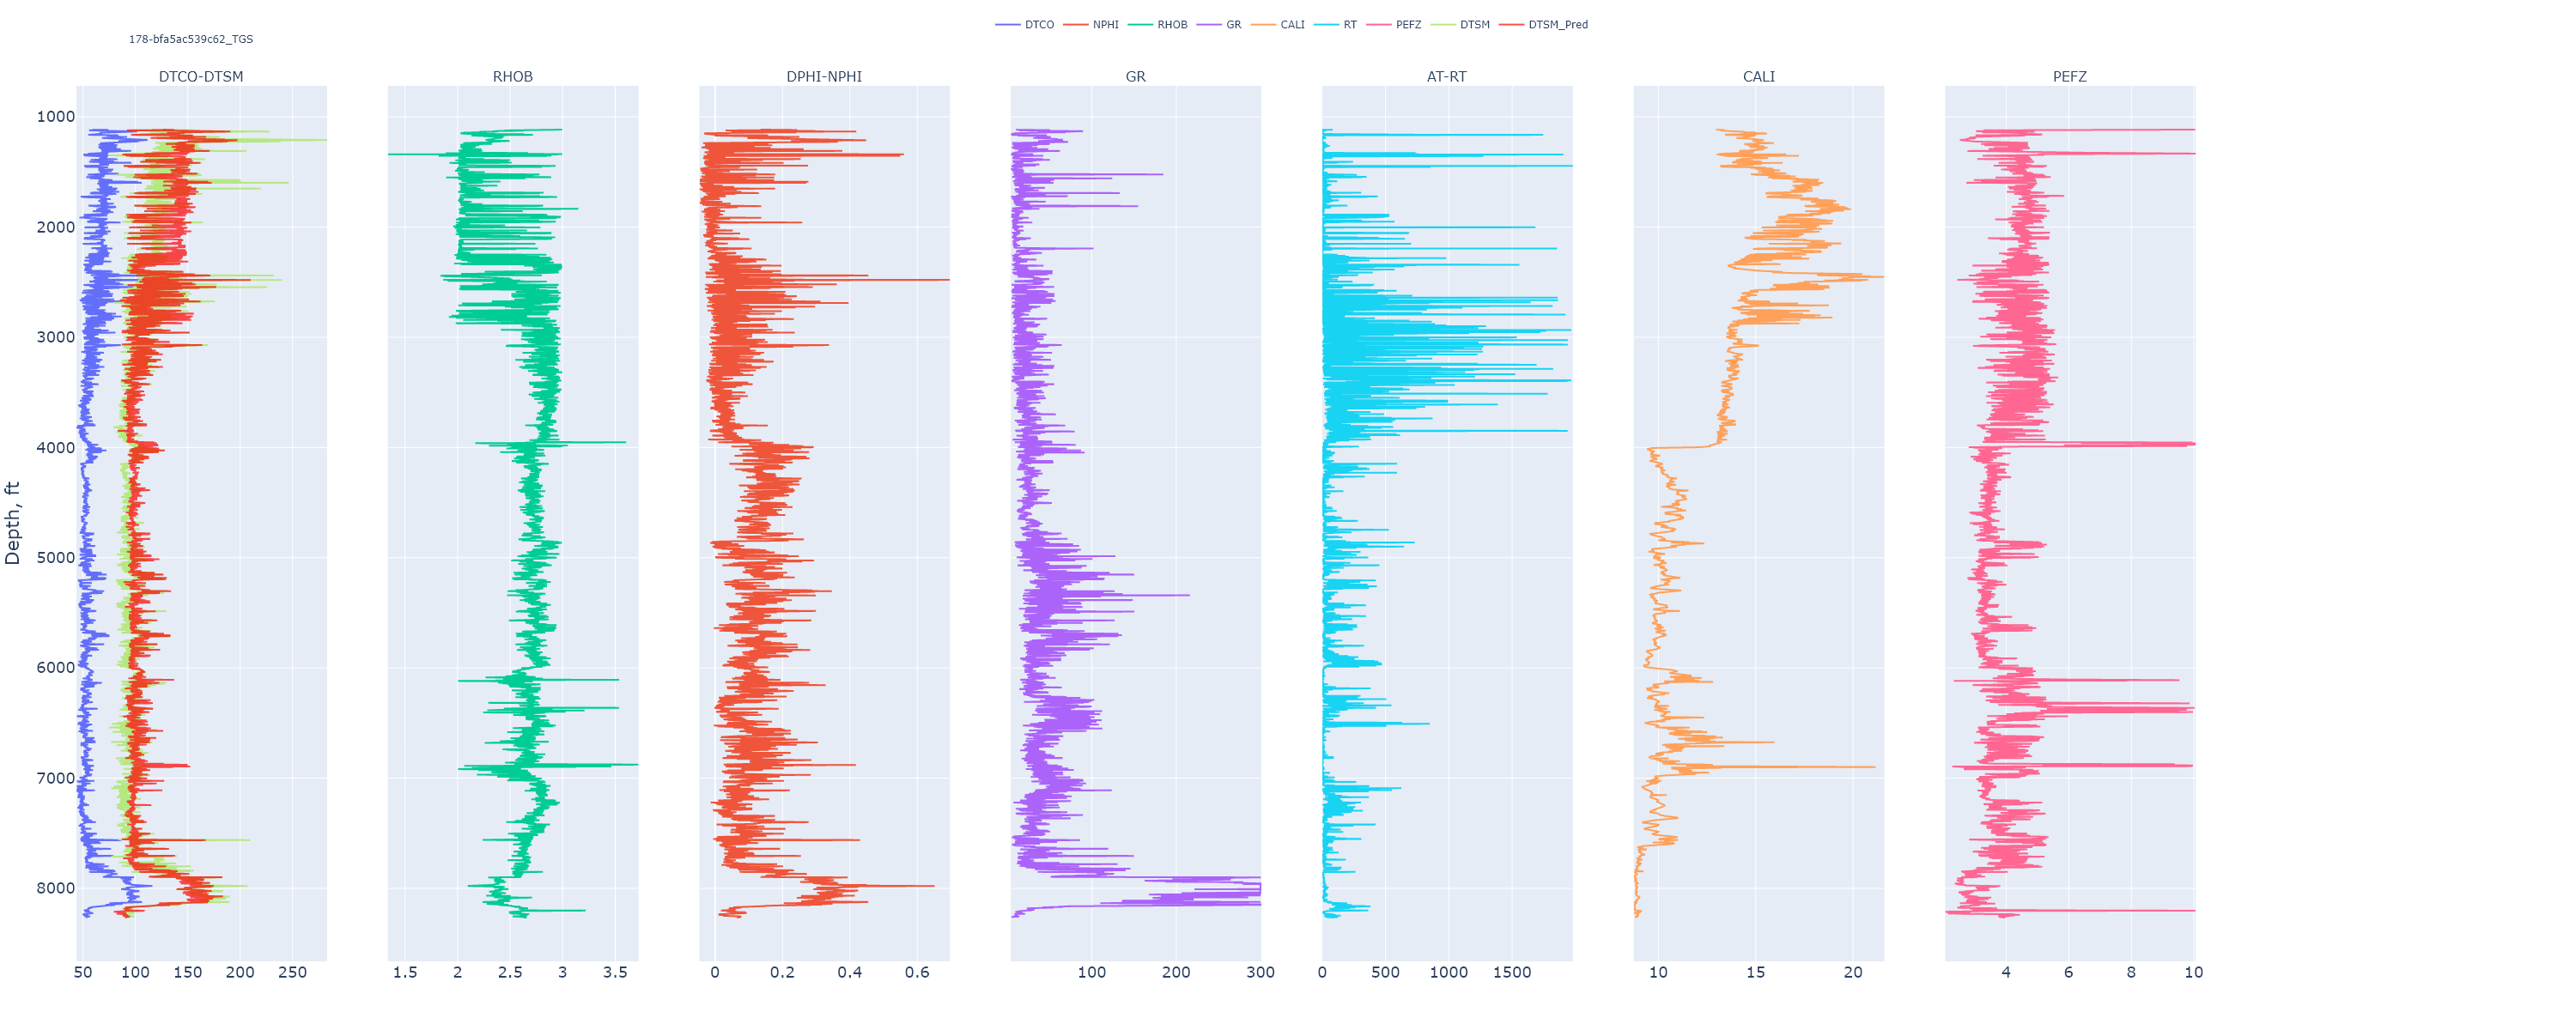 DTCO NPHI RHOB GR CALI RT PEFZ DTSM DTSM_Pred
178-bfa5ac539c62_TGS
DTCO-DTSM RHOB DPHI-NPHI GR AT-RT CALI PEFZ
1000
2000
3000
4000
5000
6000
7000
8000
Depth, ft
50 100 150 200 250 1.5 2 2.5 3 3.5 0 0.2 0.4 0.6 100 200 300 0 500 1000 1500 10 15 20 4 6 8 10